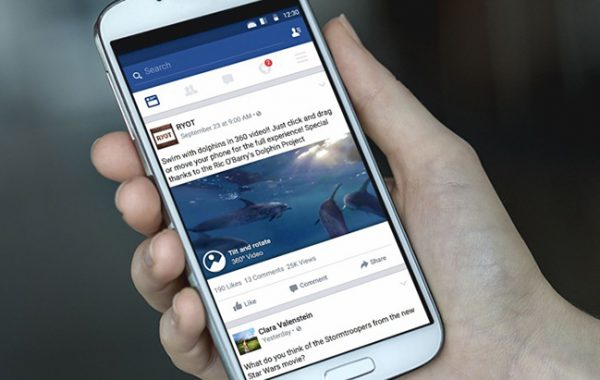 12:30
Search
2
RYOT
RYOT
September 23 at 9:00 AM
Swim with dolphins in 360 video!! Just click and drag
or move your phone for the full experience! Special
thanks to the Ric O'Barry's Dolphin Project
Tilt and rotate
360° Video
190 Likes 13 Comments 25K Views
Like Comment Share
Clara Valenstein
Yesterday
What do you think of the Stormtroopers from the new
Star Wars movie?